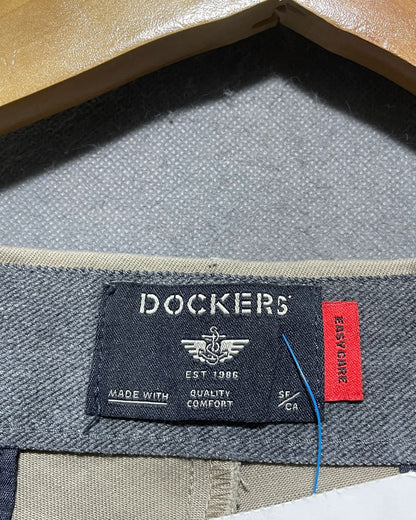 DOCKERS
EST 1986
MADE WITH
QUALITY
COMFORT
SF/
CA
EASY CARE